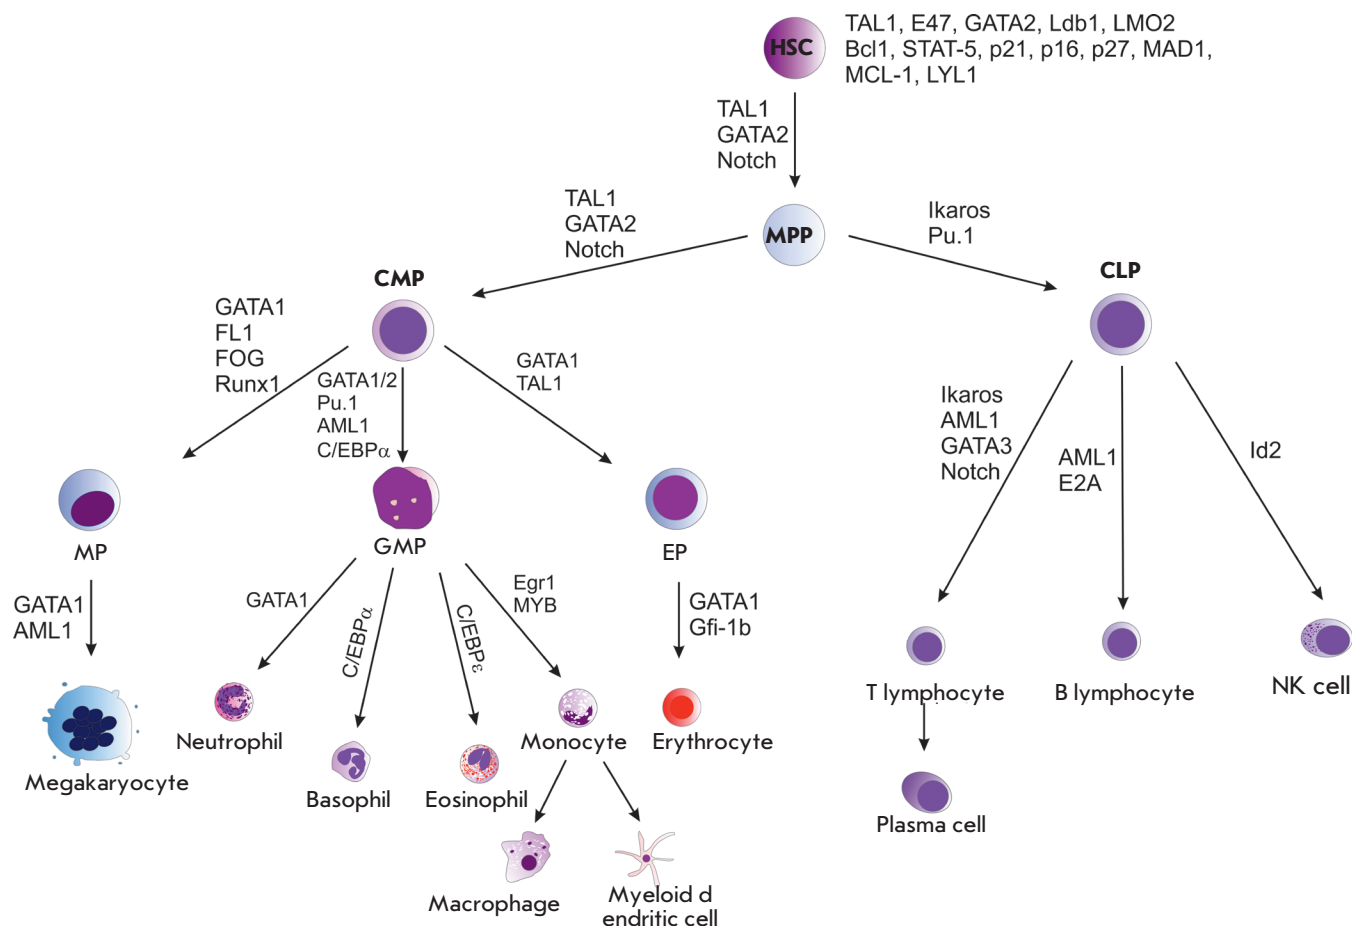 HSC
TAL1, E47, GATA2, Ldb1, LMO2
Bcl1, STAT-5, p21, p16, p27, MAD1,
MCL-1, LYL1
TAL1
GATA2
Notch
MPP
TAL1
GATA2
Notch
Ikaros
Pu.1
CMP
CLP
GATA1
FL1
FOG
Runx1
GATA1/2
Pu.1
AML1
C/EBPα
GATA1
TAL1
Ikaros
AML1
GATA3
Notch
AML1
E2A
Id2
MP
GMP
EP
GATA1
AML1
GATA1
C/EBPα
C/EBPε
Egr1
MYB
GATA1
Gfi-1b
Megakaryocyte
Neutrophil
Basophil
Eosinophil
Monocyte
Erythrocyte
T lymphocyte
B lymphocyte
NK cell
Plasma cell
Macrophage
Myeloid d
endritic cell